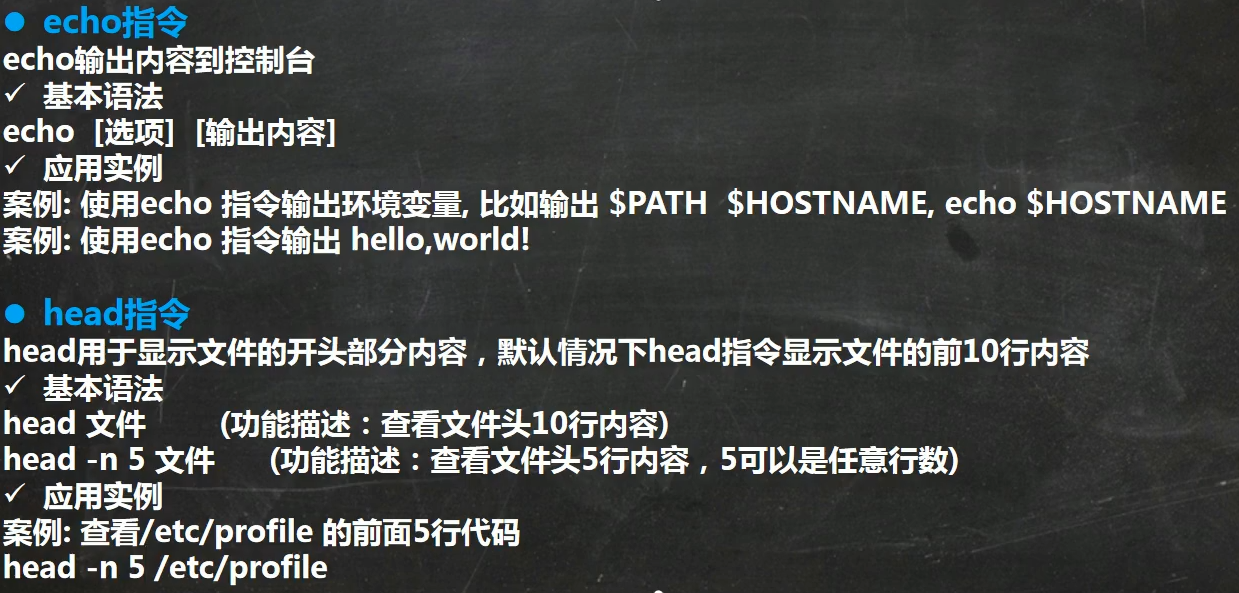 ● echo指令
echo输出内容到控制台
✓ 基本语法
echo [选项] [输出内容]
✓ 应用实例
案例: 使用echo 指令输出环境变量, 比如输出 $PATH $HOSTNAME, echo $HOSTNAME
案例: 使用echo 指令输出 hello,world!
● head指令
head用于显示文件的开头部分内容，默认情况下head指令显示文件的前10行内容
✓ 基本语法
head 文件 (功能描述：查看文件头10行内容)
head -n 5 文件 (功能描述：查看文件头5行内容，5可以是任意行数)
✓ 应用实例
案例: 查看/etc/profile 的前面5行代码
head -n 5 /etc/profile